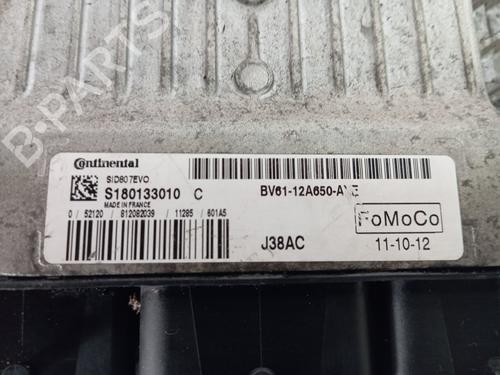 B-PARTS
Continental
SID807EVO
S180133010 C
MADE IN FRANCE
0 / 52120 / 812082039 / 11285 / 601A5
BV61-12A650-
FoMoCo
J38AC
11-10-12